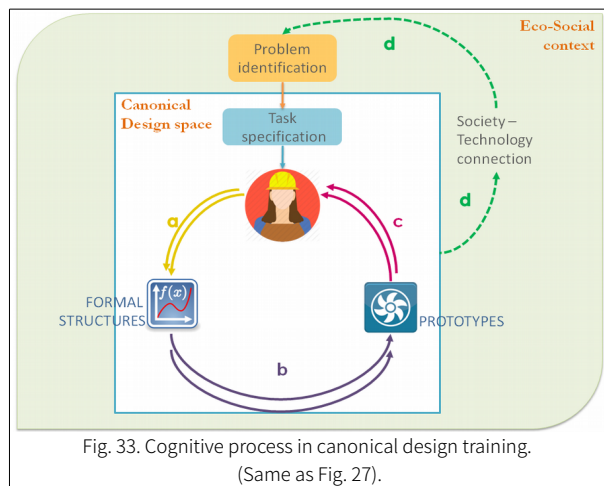 Eco-Social
context
d
Problem
identification
Canonical
Design space
Task
specification
Society –
Technology
connection
d
a
c
f(x)
FORMAL
STRUCTURES
PROTOTYPES
b
Fig. 33. Cognitive process in canonical design training.
(Same as Fig. 27).